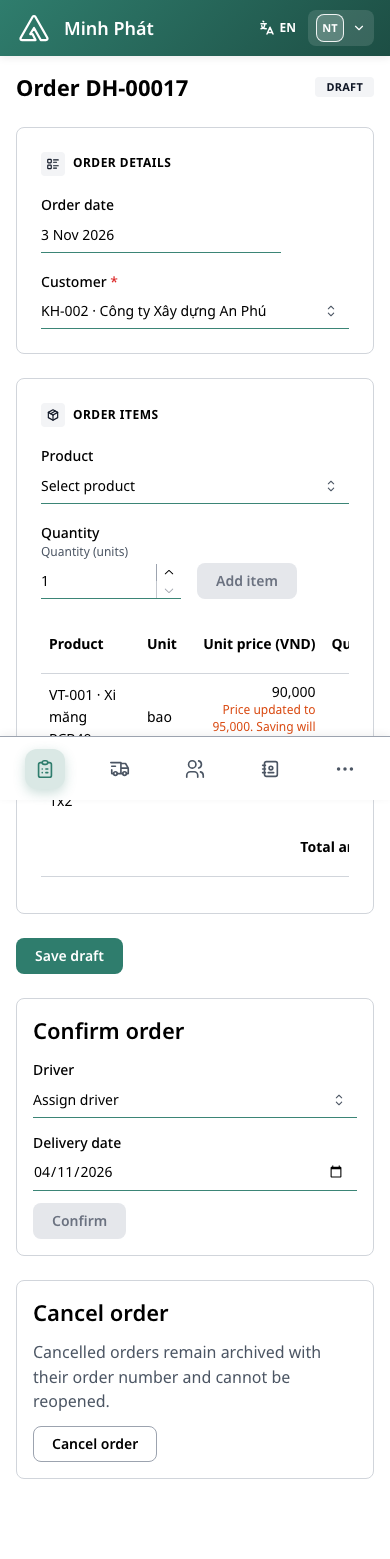 Minh Phát
EN
NT
Order DH-00017
DRAFT
ORDER DETAILS
Order date
3 Nov 2026
Customer *
KH-002 · Công ty Xây dựng An Phú
ORDER ITEMS
Product
Select product
Quantity
Quantity (units)
1
Add item
Product Unit Unit price (VND) Qu
VT-001 · Xi
măng
bao
90,000
Price updated to
95,000. Saving will
1x2
Total
Save draft
Confirm order
Driver
Assign driver
Delivery date
04/11/2026
Confirm
Cancel order
Cancelled orders remain archived with
their order number and cannot be
reopened.
Cancel order